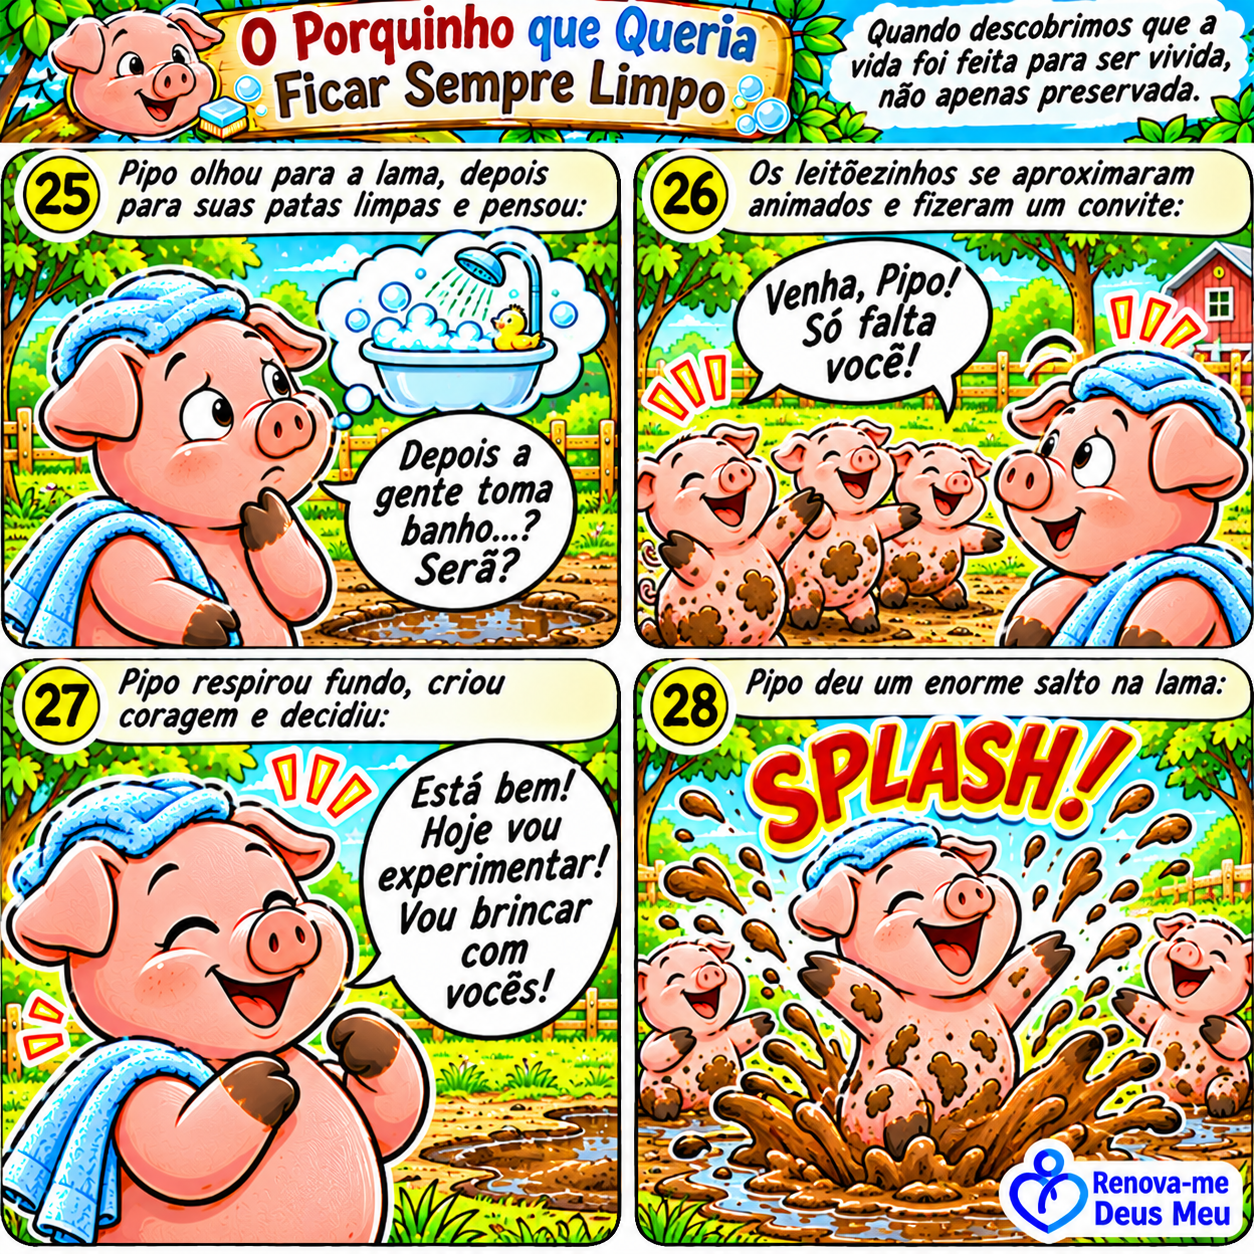 O Porquinho que Queria
Ficar Sempre Limpo
Quando descobrimos que a
vida foi feita para ser vivida,
não apenas preservada.
25
Pipo olhou para a lama, depois
para suas patas limpas e pensou:
Depois a
gente toma
banho...?
Serã?
26
Os leitõezinhos se aproximaram
animados e fizeram um convite:
Venha, Pipo!
Só falta
você!
27
Pipo respirou fundo, criou
coragem e decidiu:
Está bem!
Hoje vou
experimentar!
Vou brincar
com
vocês!
28
Pipo deu um enorme salto na lama:
SPLASH!
Renova-me
Deus Meu